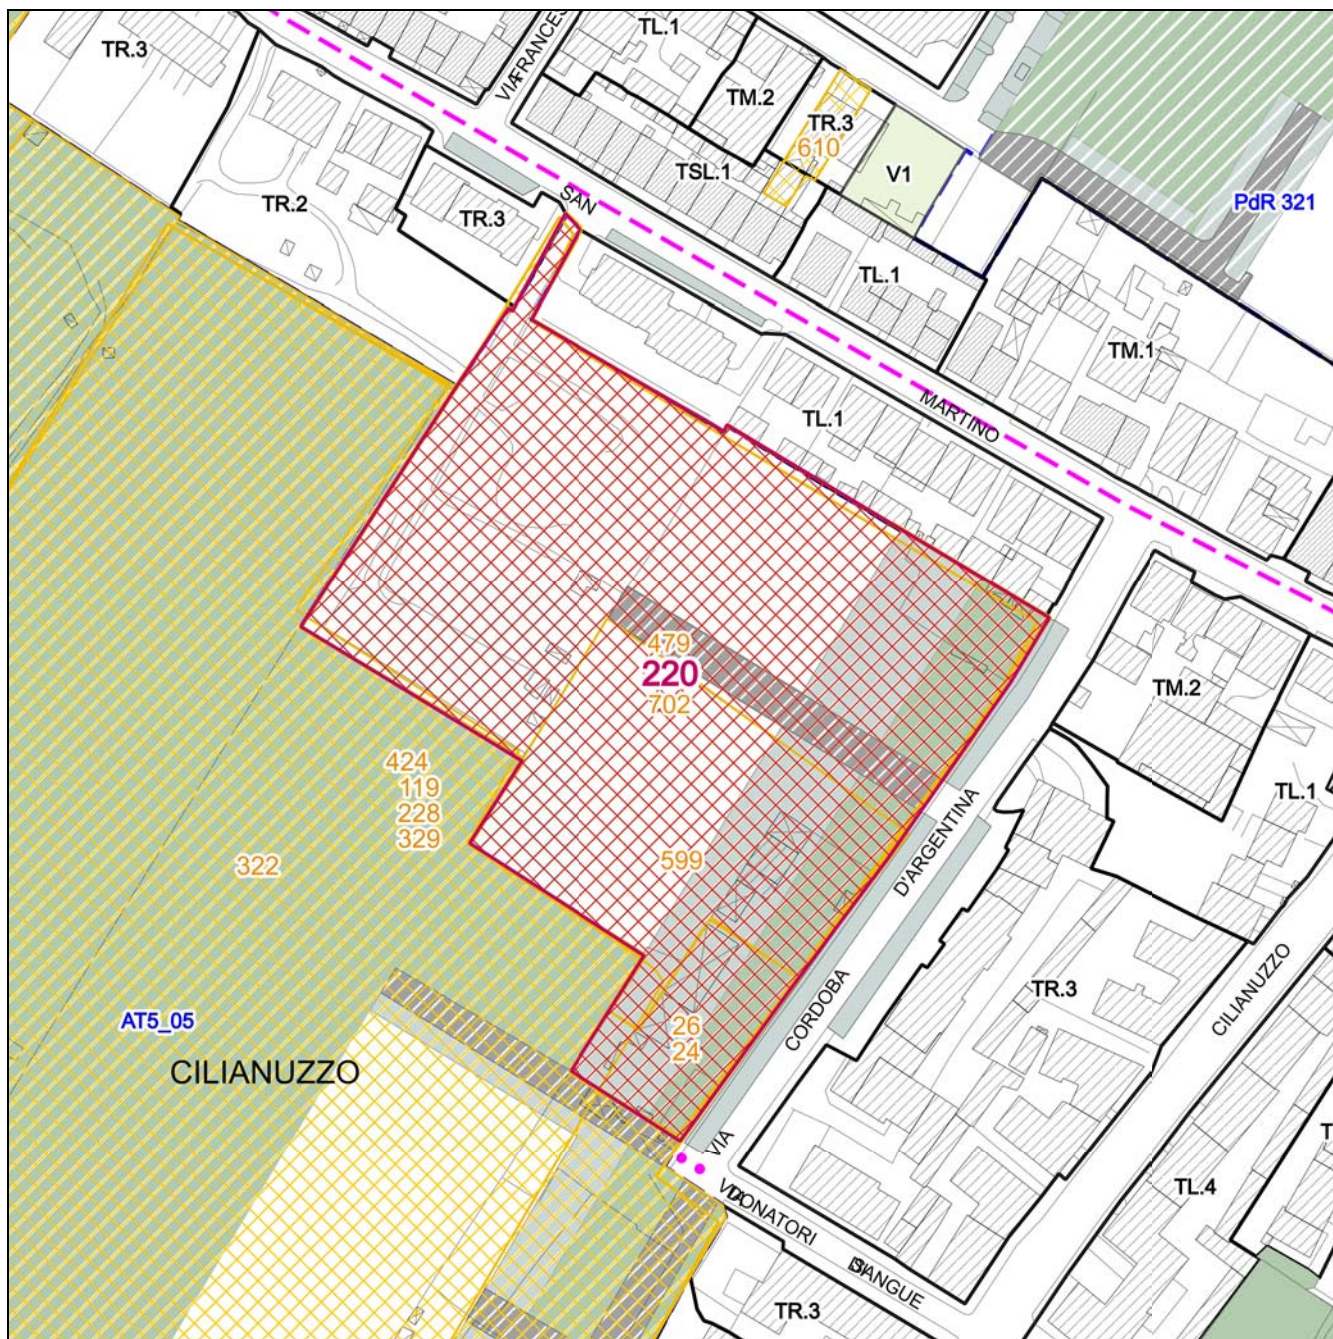 TR.3
VIA FRANCES
TL.1
TM.2
TR.3
610
V1
TSL.1
PdR 321
TR.2
TR.3
SAN
TL.1
TM.1
MARTINO
TL.1
TM.2
479
220
702
TL.1
424
119
228
329
322
599
D'ARGENTINA
CORDOBA
VIA
TR.3
CILIANUZZO
AT5_05
CILIANUZZO
26
24
VIA
DONATORI
DI
SANGUE
TL.4
TR.3